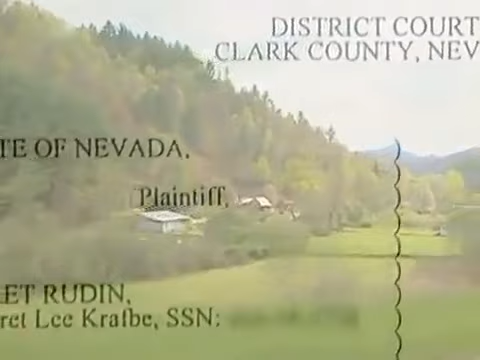 DISTRICT COURT
CLARK COUNTY, NEV
TE OF NEVADA,
Plaintiff,
ET RUDIN,
ret Lee Krafbe, SSN: